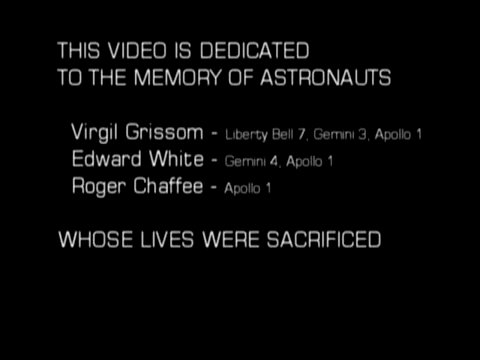 THIS VIDEO IS DEDICATED
TO THE MEMORY OF ASTRONAUTS
Virgil Grissom - Liberty Bell 7, Gemini 3, Apollo 1
Edward White - Gemini 4, Apollo 1
Roger Chaffee - Apollo 1
WHOSE LIVES WERE SACRIFICED